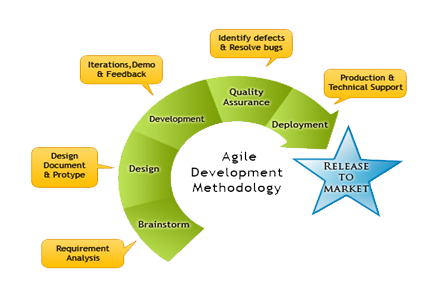 Identify defects
& Resolve bugs
Iterations,Demo
& Feedback
Production &
Technical Support
Quality
Assurance
Development
Deployment
Design
Document
& Protype
Design
Agile
Development
Methodology
RELEASE
TO
MARKET
Brainstorm
Requirement
Analysis